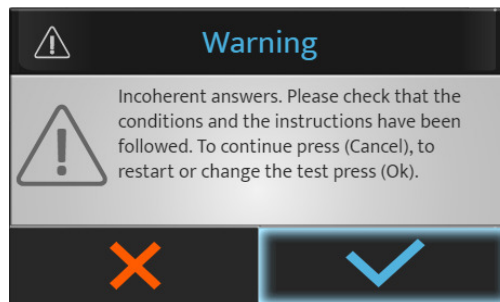 Warning
Incoherent answers. Please check that the
conditions and the instructions have been
followed. To continue press (Cancel), to
restart or change the test press (Ok).